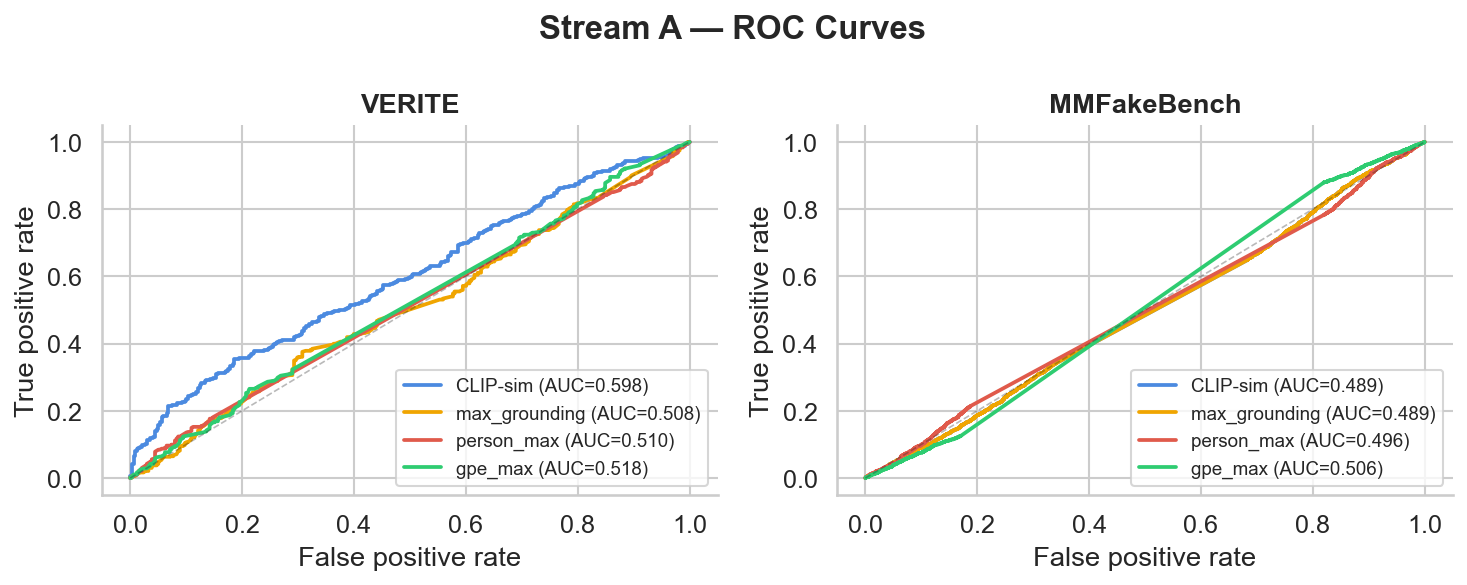 Stream A — ROC Curves
VERITE
True positive rate
1.0
0.8
0.6
0.4
0.2
0.0
CLIP-sim (AUC=0.598)
max_grounding (AUC=0.508)
person_max (AUC=0.510)
gpe_max (AUC=0.518)
0.0 0.2 0.4 0.6 0.8 1.0
False positive rate
MMFakeBench
True positive rate
1.0
0.8
0.6
0.4
0.2
0.0
CLIP-sim (AUC=0.489)
max_grounding (AUC=0.489)
person_max (AUC=0.496)
gpe_max (AUC=0.506)
0.0 0.2 0.4 0.6 0.8 1.0
False positive rate